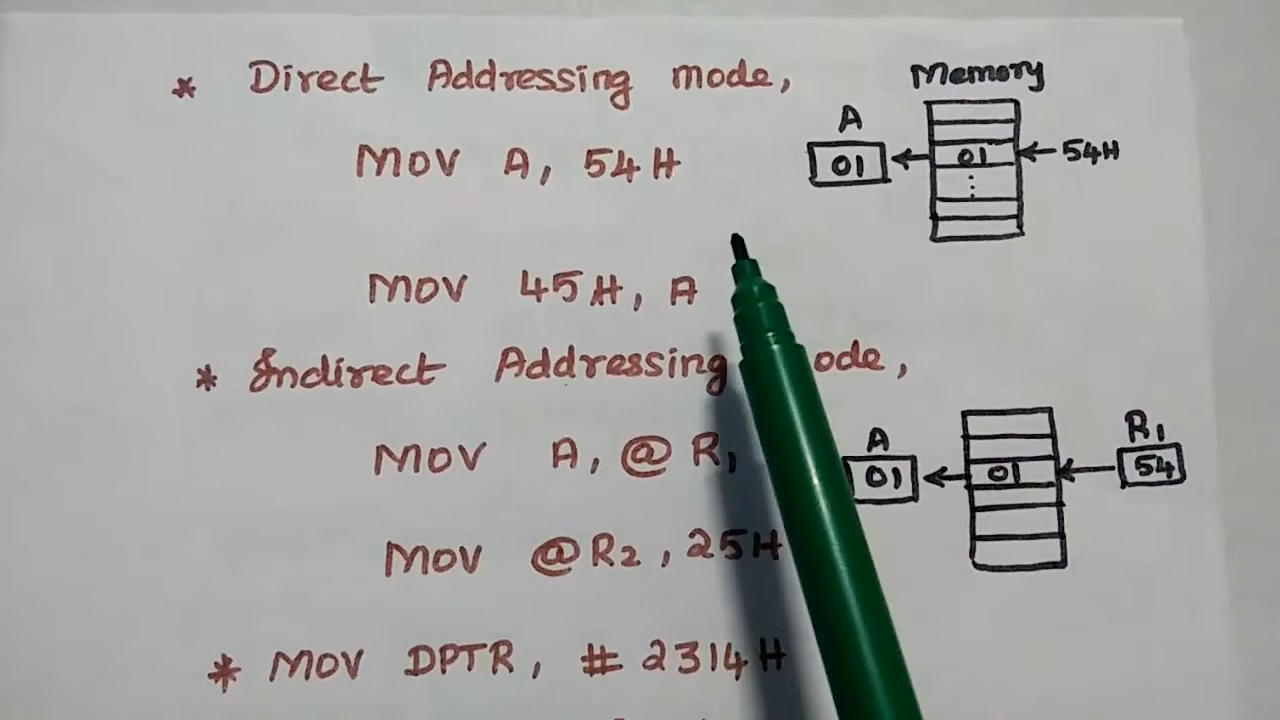 * Direct Addressing mode,
MOV A, 54H
Memory
A
01
01
54H
MOV 45H, A
* Indirect Addressing ode,
MOV A, @ R1
A
01
01
R1
54
MOV @R2, 25H
* MOV DPTR, # 2314H